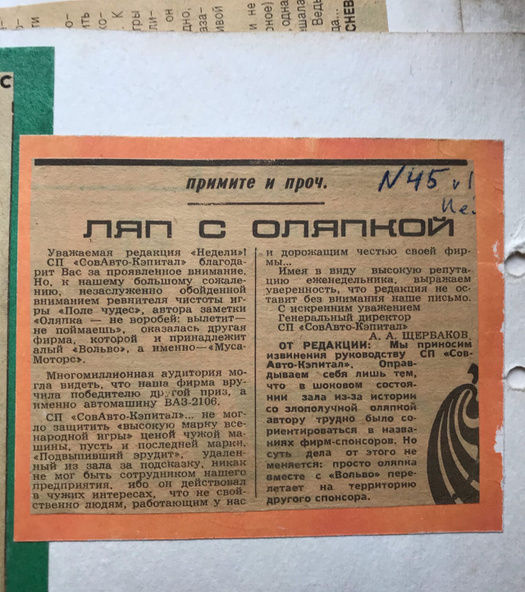 примите и проч.
N45
ЛЯП С ОЛЯПКОЙ
Уважаемая редакция «Недели»!
СП «СовАвто-Кэпитал» благода-
рит Вас за проявленное внимание.
Но, к нашему большому сожале-
нию, незаслуженно обойденной
вниманием ревнителя чистоты иг-
ры «Поле чудес», автора заметки
«Оляпка — не воробей: вылетит—
не поймаешь», оказалась другая
фирма, которой и принадлежит
алый «Вольво», а именно—«Муса-
Моторс».
Многомиллионная аудитория мо-
гла видеть, что наша фирма вру-
чила победителю другой приз, а
именно автомашину ВАЗ-2106.
СП «СовАвто-Кэпитал»... не мог-
ло защитить «высокую марку все-
народной игры» ценой чужой ма-
шины, пусть и последней марки.
«Подвыпивший эрудит», удален-
ный из зала за подсказку, никак
не мог быть сотрудником нашего
предприятия, ибо он действовал
в чужих интересах, что не свой-
ственно людям, работающим у нас
и дорожащим честью своей фир-
мы...
Имея в виду высокую репута-
цию еженедельника, выражаем
уверенность, что редакция не ос-
тавит без внимания наше письмо.
С искренним уважением
Генеральный директор
СП «СовАвто-Кэпитал»
А. А. ЩЕРБАКОВ.
ОТ РЕДАКЦИИ: Мы приносим
извинения руководству СП «Сов-
Авто-Кэпитал». Оправ-
дываем себя лишь тем,
что в шоковом состоя-
нии зала из-за истории
со злополучной оляпкой
автору трудно было со-
риентироваться в назва-
ниях фирм-спонсоров. Но
суть дела от этого не
меняется: просто оляпка
вместе с «Вольво» пере-
летает на территорию
другого спонсора.